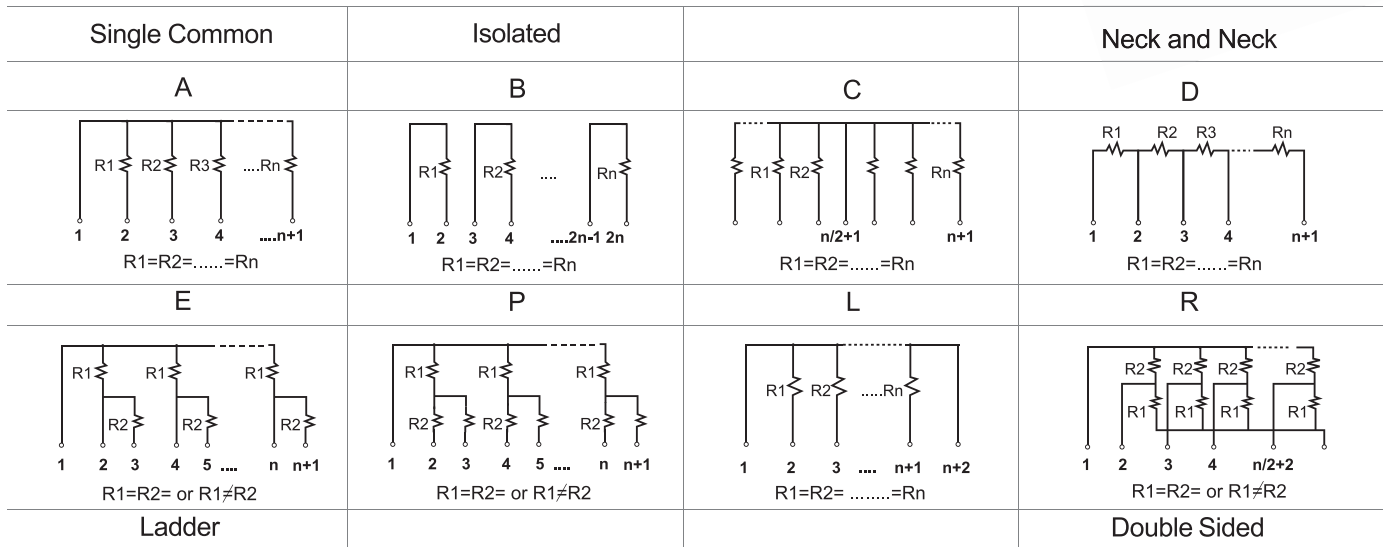 Single Common Isolated Neck and Neck
A B C D
R1 R2 R3 ....Rn
1 2 3 4 ....n+1
R1=R2=......=Rn
R1 R2 .... Rn
1 2 3 4 ....2n-1 2n
R1=R2=......=Rn
R1 R2 Rn
n/2+1 n+1
R1=R2=......=Rn
R1 R2 R3 Rn
1 2 3 4 n+1
R1=R2=......=Rn
E P L R
R1 R1 R1
R2 R2 R2
1 2 3 4 5 .... n n+1
R1=R2= or R1≠R2
R1 R1 R1
R2 R2 R2
1 2 3 4 5 .... n n+1
R1=R2= or R1≠R2
R1 R2 .....Rn
1 2 3 .... n+1 n+2
R1=R2= ........=Rn
R2 R2 R2 R2
R1 R1 R1 R1
1 2 3 4 n/2+2
R1=R2= or R1≠R2
Ladder Double Sided